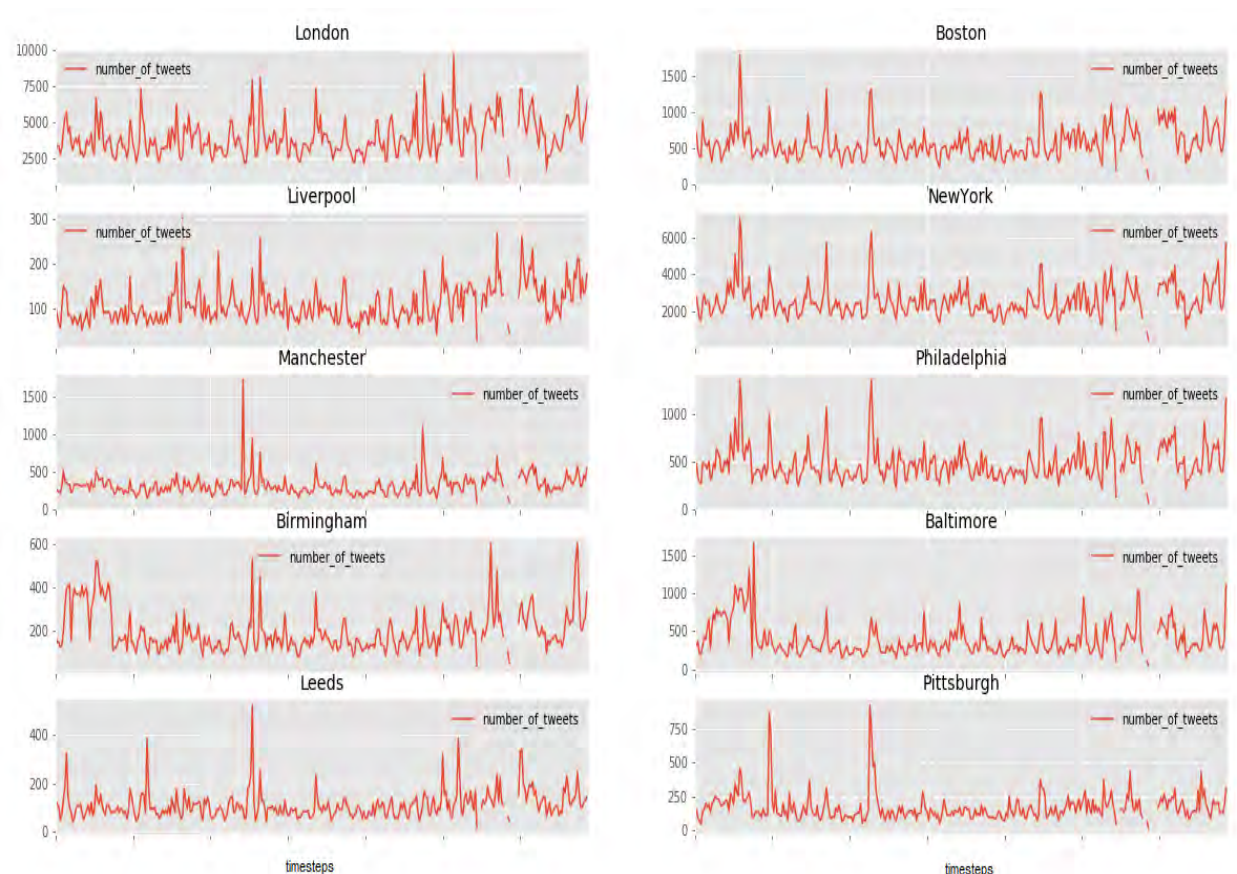 London
10000
7500
5000
2500
number_of_tweets
Liverpool
300
200
100
number_of_tweets
Manchester
1500
1000
500
0
number_of_tweets
Birmingham
600
400
200
number_of_tweets
Leeds
400
200
0
number_of_tweets
timesteps
Boston
1500
1000
500
0
number_of_tweets
NewYork
6000
4000
2000
number_of_tweets
Philadelphia
1000
500
0
number_of_tweets
Baltimore
1500
1000
500
0
number_of_tweets
Pittsburgh
750
500
250
0
number_of_tweets
timesteps